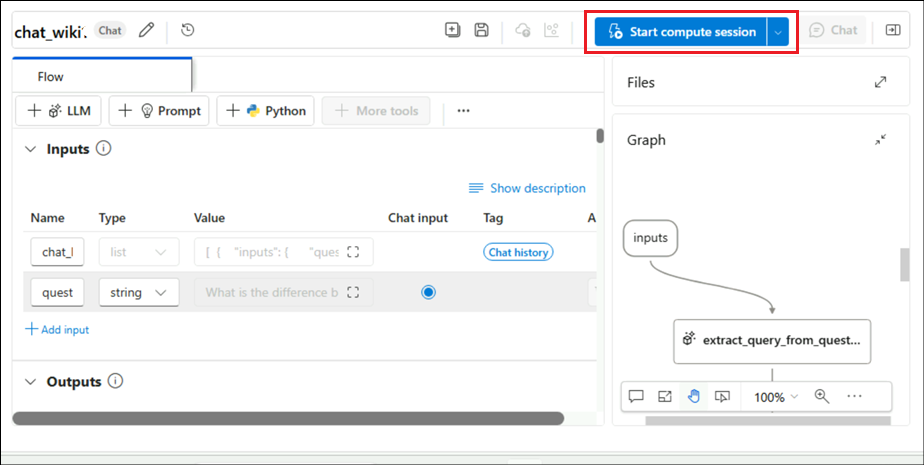 chat_wiki. Chat
Start compute session
Chat
Flow
Files
LLM
Prompt
Python
More tools
Graph
Inputs
Show description
Name Type Value Chat input Tag A
chat_l list [ { "inputs": { "ques Chat history
inputs
quest string What is the difference b
Add input
extract_query_from_quest...
Outputs
100%